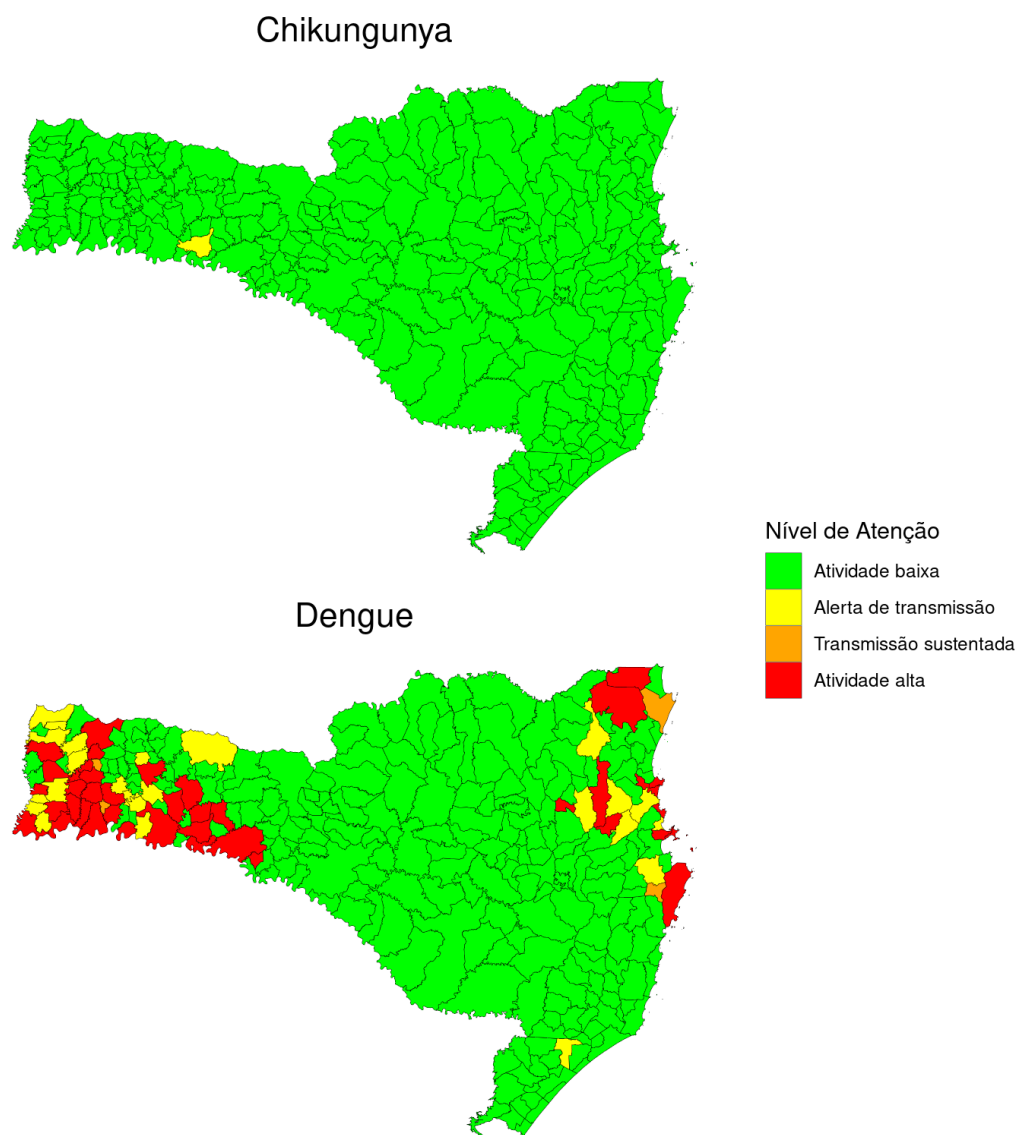 Chikungunya
Nível de Atenção
Atividade baixa
Alerta de transmissão
Transmissão sustentada
Atividade alta
Dengue